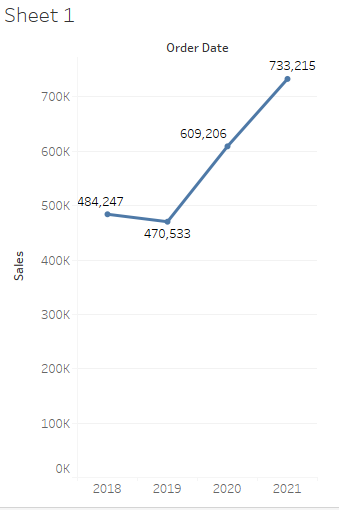 Sheet 1
Order Date
733,215
700K
609,206
600K
500K
484,247
470,533
400K
Sales
300K
200K
100K
0K
2018 2019 2020 2021